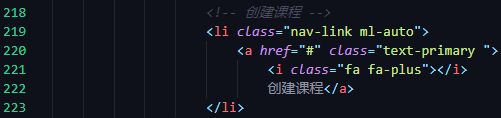 218 <!-- 创建课程 -->
219 <li class="nav-link ml-auto">
220 <a href="#" class="text-primary ">
221 <i class="fa fa-plus"></i>
222 创建课程</a>
223 </li>